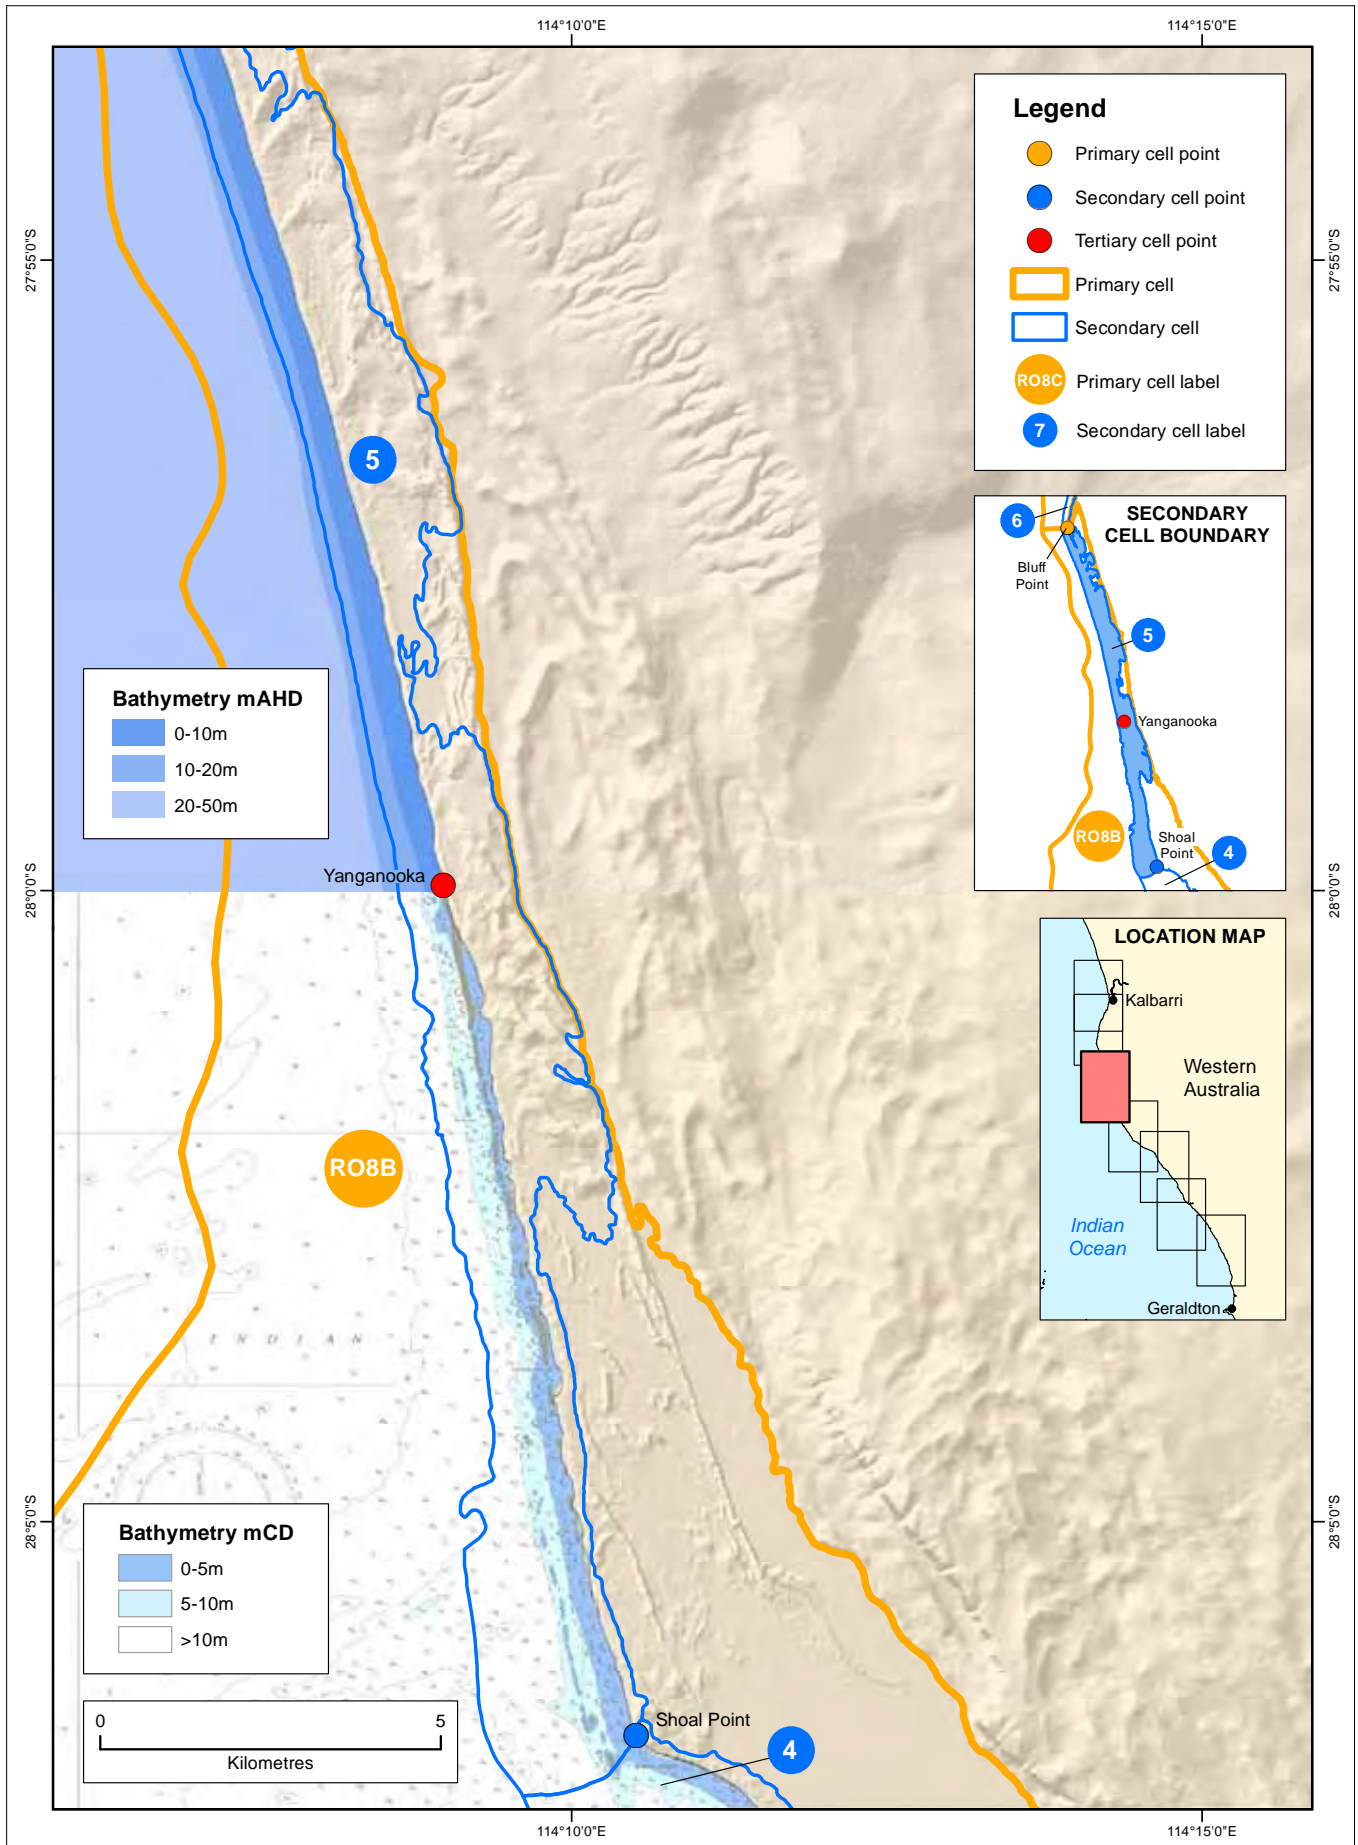 114°10'0"E
114°15'0"E
27°55'0"S
27°55'0"S
Legend
Primary cell point
Secondary cell point
Tertiary cell point
Primary cell
Secondary cell
RO8C Primary cell label
7 Secondary cell label
5
6
SECONDARY
CELL BOUNDARY
Bluff
Point
5
Yanganooka
RO8B
Shoal
Point
4
Bathymetry mAHD
0-10m
10-20m
20-50m
Yanganooka
28°0'0"S
28°0'0"S
LOCATION MAP
Kalbarri
Western
Australia
Indian
Ocean
Geraldton
RO8B
INDIAN
28°5'0"S
28°5'0"S
Bathymetry mCD
0-5m
5-10m
>10m
0 5
Kilometres
Shoal Point
4
114°10'0"E
114°15'0"E